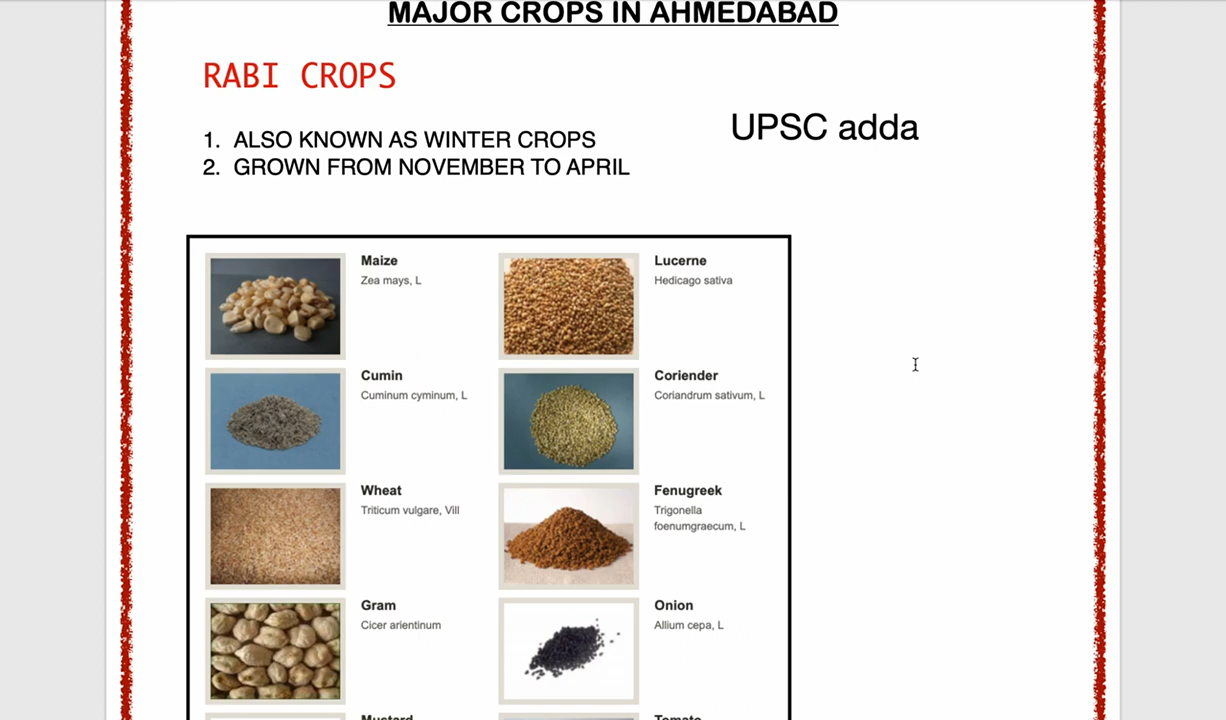 MAJOR CROPS IN AHMEDABAD
RABI CROPS
UPSC adda
1. ALSO KNOWN AS WINTER CROPS
2. GROWN FROM NOVEMBER TO APRIL
Maize
Zea mays, L
Lucerne
Hedicago sativa
Cumin
Cuminum cyminum, L
Coriender
Coriandrum sativum, L
Wheat
Triticum vulgare, Vill
Fenugreek
Trigonella
foenumgraecum, L
Gram
Cicer arientinum
Onion
Allium cepa, L
Mustard
Tomato